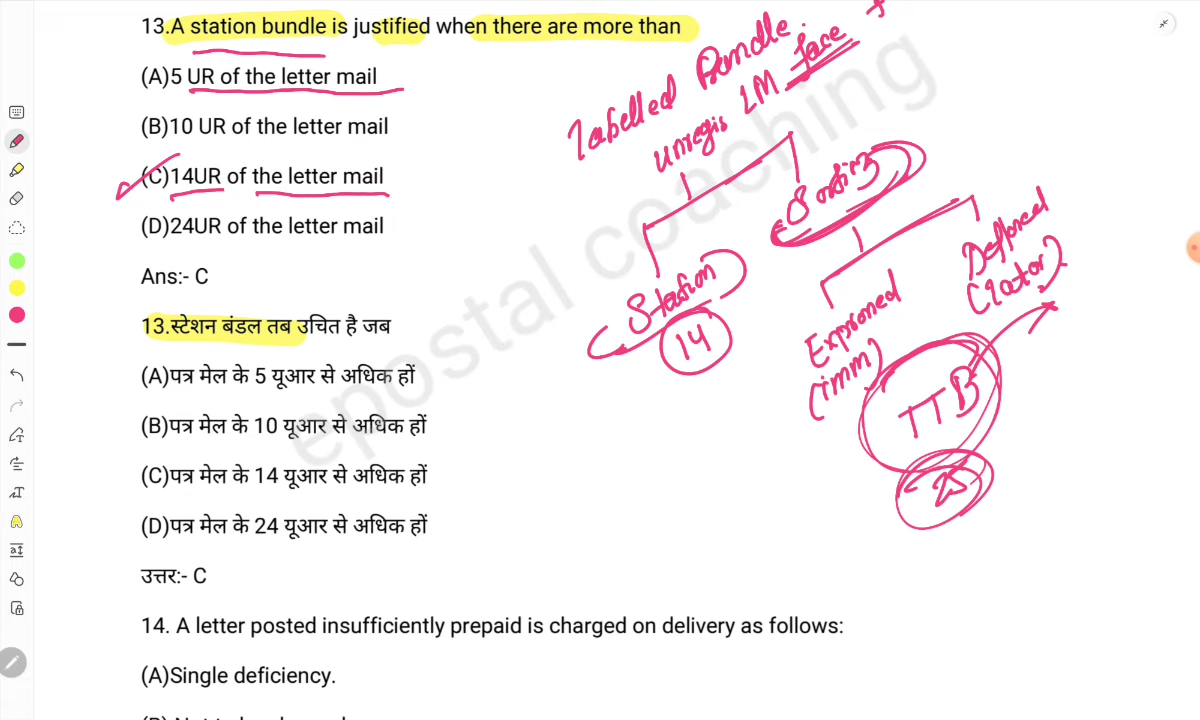 13.A station bundle is justified when there are more than
(A)5 UR of the letter mail
(B)10 UR of the letter mail
(C)14UR of the letter mail
(D)24UR of the letter mail
Ans:- C
13.स्टेशन बंडल तब उचित है जब
(A)पत्र मेल के 5 यूआर से अधिक हों
(B)पत्र मेल के 10 यूआर से अधिक हों
(C)पत्र मेल के 14 यूआर से अधिक हों
(D)पत्र मेल के 24 यूआर से अधिक हों
उत्तर:- C
14. A letter posted insufficiently prepaid is charged on delivery as follows:
(A)Single deficiency.
Labelled Bundle
unregis LM face
Station
14
Sorting
(imm)
TTB
25
epostal coaching